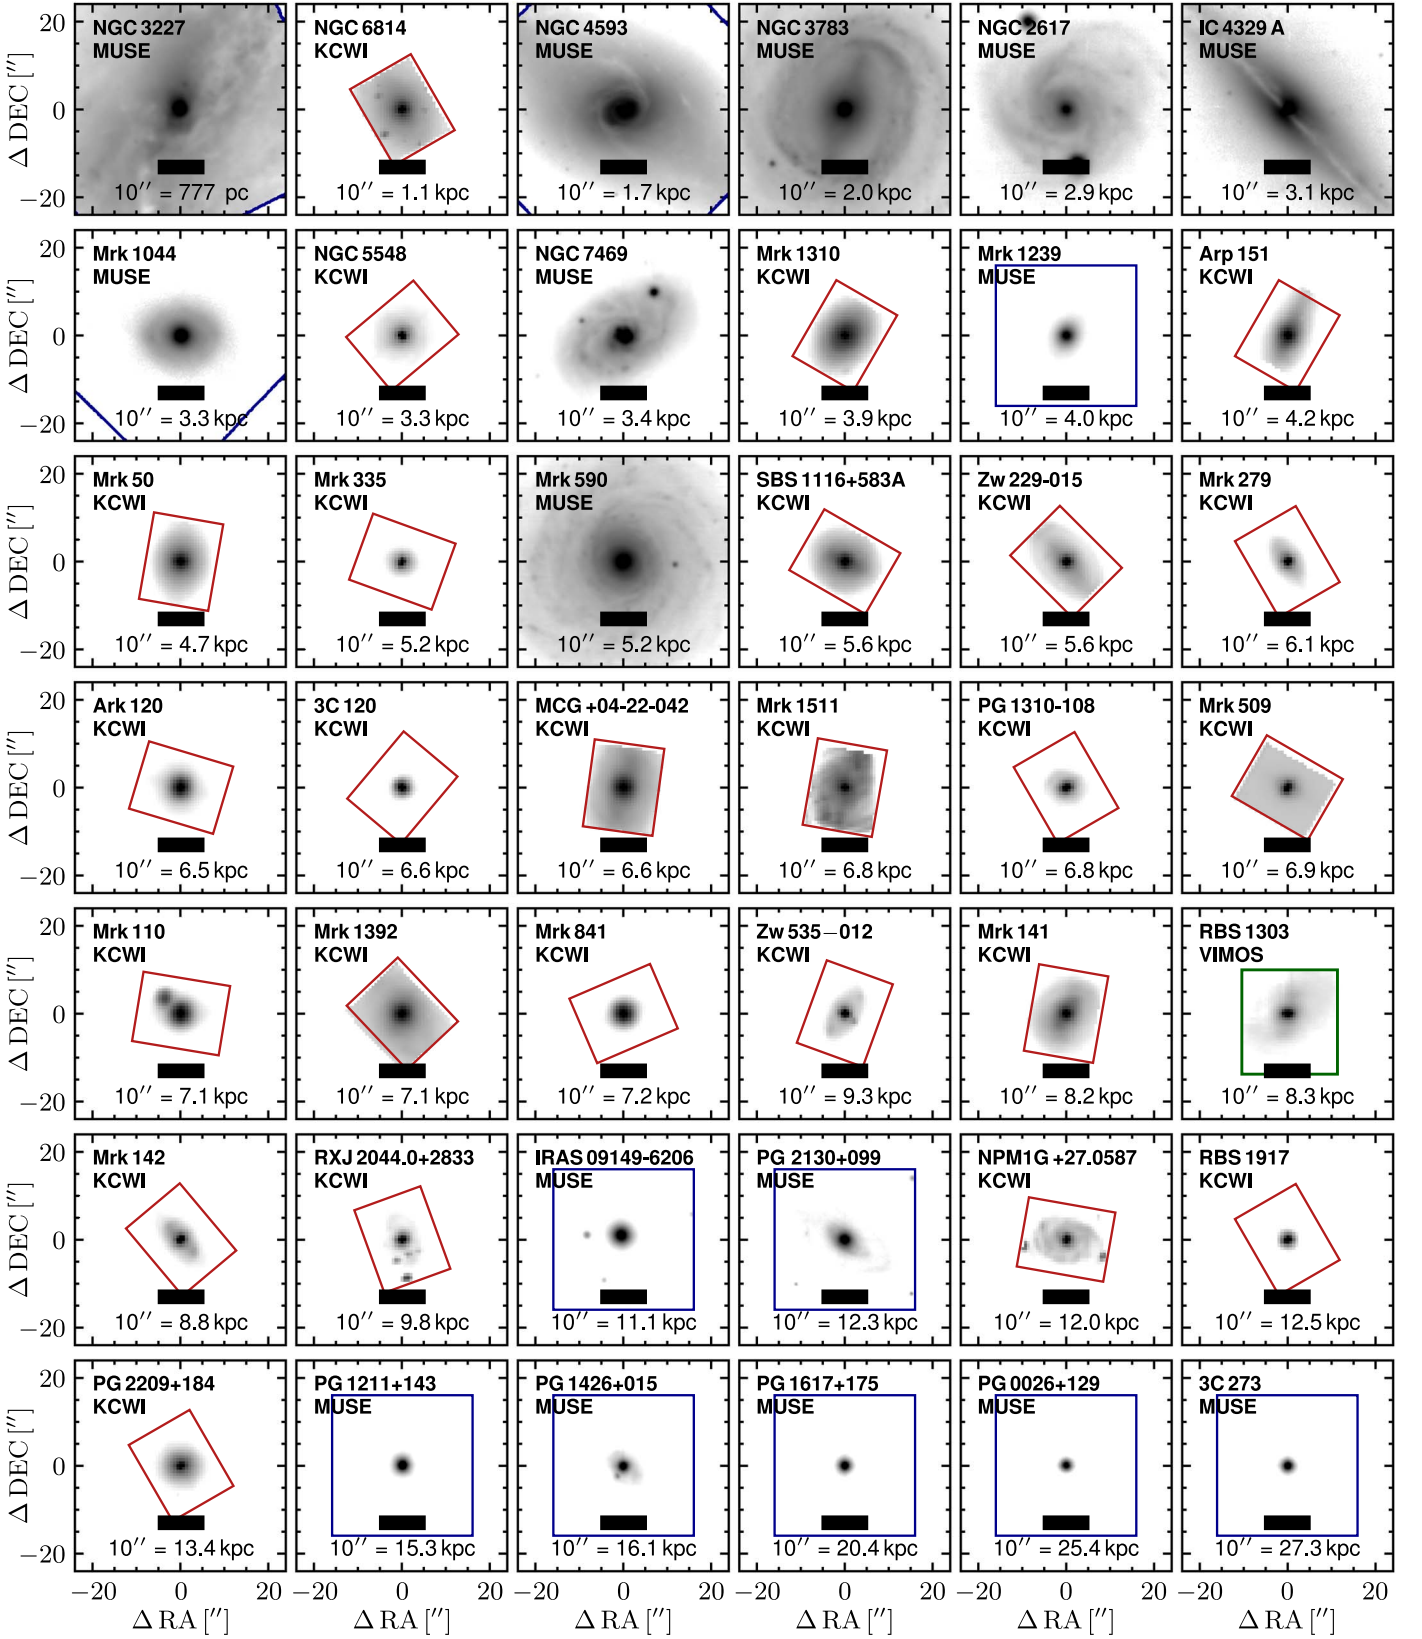 NGC 3227
MUSE
10′′ = 777 pc
NGC 6814
KCWI
10′′ = 1.1 kpc
NGC 4593
MUSE
10′′ = 1.7 kpc
NGC 3783
MUSE
10′′ = 2.0 kpc
NGC 2617
MUSE
10′′ = 2.9 kpc
IC 4329 A
MUSE
10′′ = 3.1 kpc
20
0
−20
Δ DEC [′′]
Mrk 1044
MUSE
10′′ = 3.3 kpc
NGC 5548
KCWI
10′′ = 3.3 kpc
NGC 7469
MUSE
10′′ = 3.4 kpc
Mrk 1310
KCWI
10′′ = 3.9 kpc
Mrk 1239
MUSE
10′′ = 4.0 kpc
Arp 151
KCWI
10′′ = 4.2 kpc
20
0
−20
Δ DEC [′′]
Mrk 50
KCWI
10′′ = 4.7 kpc
Mrk 335
KCWI
10′′ = 5.2 kpc
Mrk 590
MUSE
10′′ = 5.2 kpc
SBS 1116+583A
KCWI
10′′ = 5.6 kpc
Zw 229-015
KCWI
10′′ = 5.6 kpc
Mrk 279
KCWI
10′′ = 6.1 kpc
20
0
−20
Δ DEC [′′]
Ark 120
KCWI
10′′ = 6.5 kpc
3C 120
KCWI
10′′ = 6.6 kpc
MCG +04-22-042
KCWI
10′′ = 6.6 kpc
Mrk 1511
KCWI
10′′ = 6.8 kpc
PG 1310-108
KCWI
10′′ = 6.8 kpc
Mrk 509
KCWI
10′′ = 6.9 kpc
20
0
−20
Δ DEC [′′]
Mrk 110
KCWI
10′′ = 7.1 kpc
Mrk 1392
KCWI
10′′ = 7.1 kpc
Mrk 841
KCWI
10′′ = 7.2 kpc
Zw 535−012
KCWI
10′′ = 9.3 kpc
Mrk 141
KCWI
10′′ = 8.2 kpc
RBS 1303
VIMOS
10′′ = 8.3 kpc
20
0
−20
Δ DEC [′′]
Mrk 142
KCWI
10′′ = 8.8 kpc
RXJ 2044.0+2833
KCWI
10′′ = 9.8 kpc
IRAS 09149-6206
MUSE
10′′ = 11.1 kpc
PG 2130+099
MUSE
10′′ = 12.3 kpc
NPM1G +27.0587
KCWI
10′′ = 12.0 kpc
RBS 1917
KCWI
10′′ = 12.5 kpc
20
0
−20
Δ DEC [′′]
PG 2209+184
KCWI
10′′ = 13.4 kpc
PG 1211+143
MUSE
10′′ = 15.3 kpc
PG 1426+015
MUSE
10′′ = 16.1 kpc
PG 1617+175
MUSE
10′′ = 20.4 kpc
PG 0026+129
MUSE
10′′ = 25.4 kpc
3C 273
MUSE
10′′ = 27.3 kpc
20
0
−20
Δ DEC [′′]
−20 0 20 −20 0 20 −20 0 20 −20 0 20 −20 0 20 −20 0 20
Δ RA [′′] Δ RA [′′] Δ RA [′′] Δ RA [′′] Δ RA [′′] Δ RA [′′]